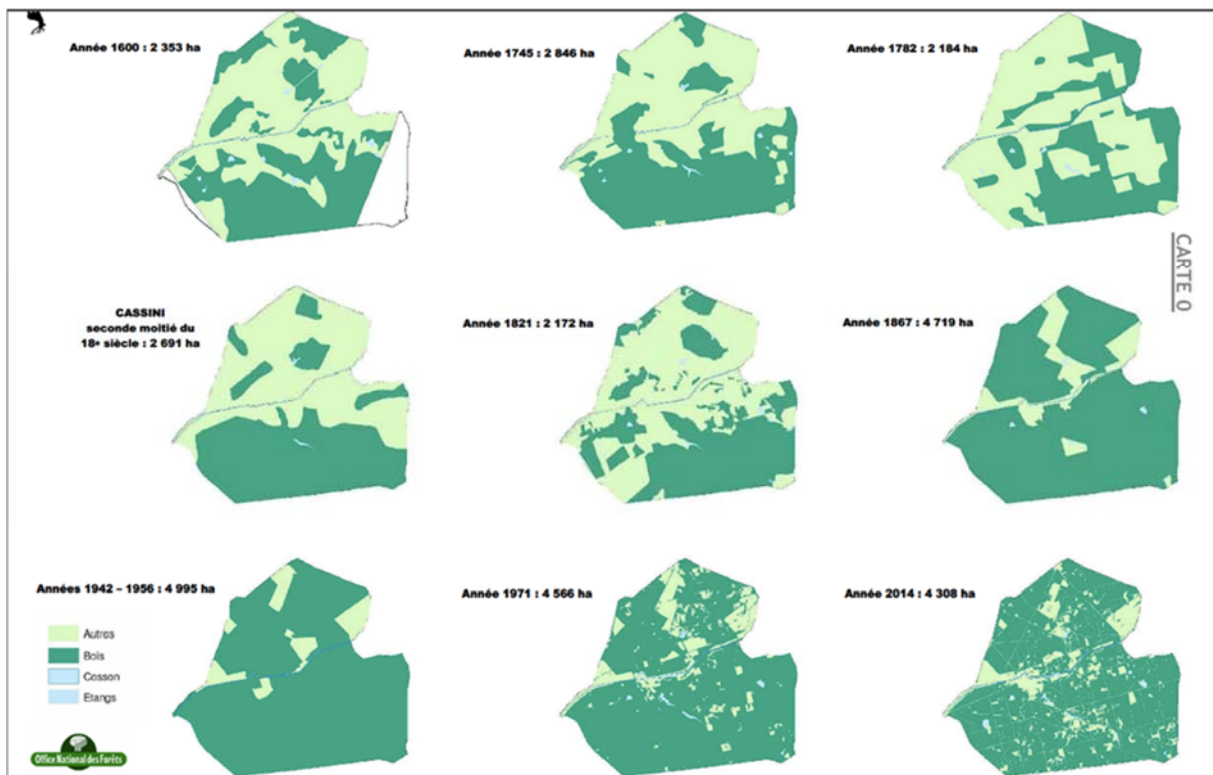 Année 1600 : 2 353 ha
Année 1745 : 2 846 ha
Année 1782 : 2 184 ha
CARTE 0
CASSINI
seconde moitié du
18e siècle : 2 691 ha
Année 1821 : 2 172 ha
Année 1867 : 4 719 ha
Années 1942 – 1956 : 4 995 ha
Année 1971 : 4 566 ha
Année 2014 : 4 308 ha
Autres
Bois
Cosson
Etangs
Office National des Forêts